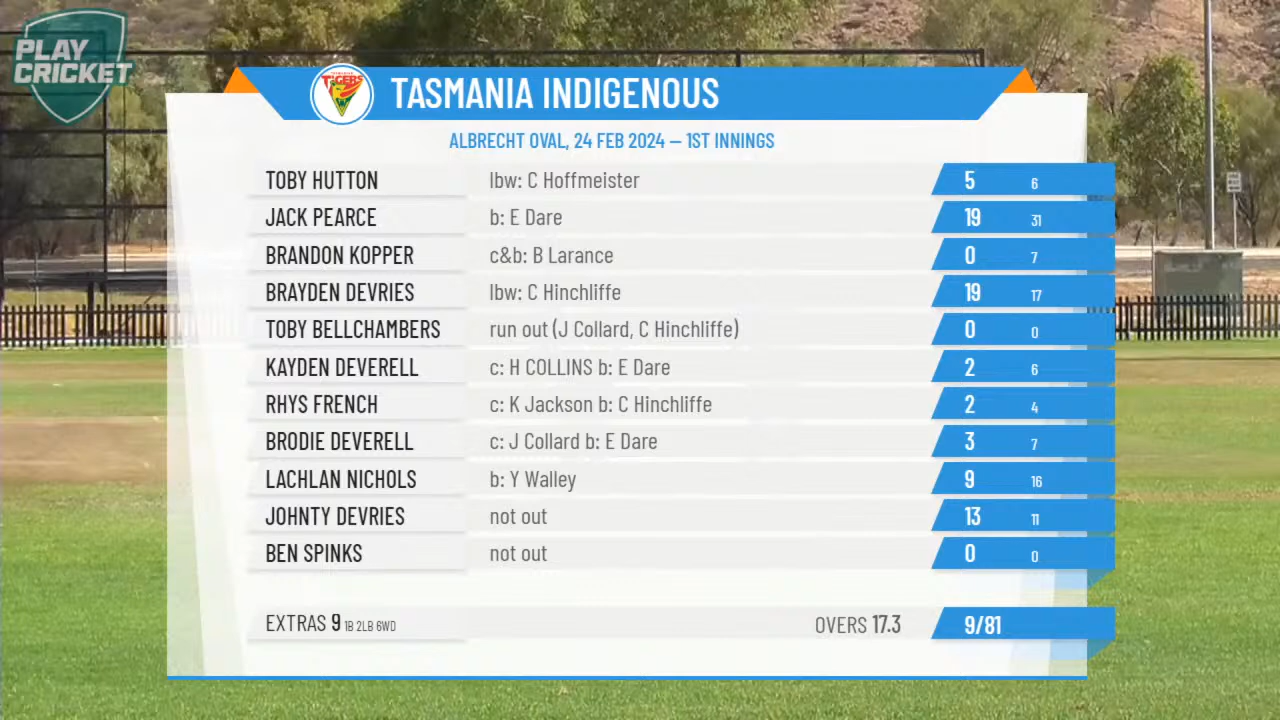 PLAY
CRICKET
TIGERS
TASMANIA INDIGENOUS
ALBRECHT OVAL, 24 FEB 2024 – 1ST INNINGS
TOBY HUTTON lbw: C Hoffmeister 5 6
JACK PEARCE b: E Dare 19 31
BRANDON KOPPER c&b: B Larance 0 7
BRAYDEN DEVRIES lbw: C Hinchliffe 19 17
TOBY BELLCHAMBERS run out (J Collard, C Hinchliffe) 0 0
KAYDEN DEVERELL c: H COLLINS b: E Dare 2 6
RHYS FRENCH c: K Jackson b: C Hinchliffe 2 4
BRODIE DEVERELL c: J Collard b: E Dare 3 7
LACHLAN NICHOLS b: Y Walley 9 16
JOHNTY DEVRIES not out 13 11
BEN SPINKS not out 0 0
EXTRAS 9 1B 2LB 6WD OVERS 17.3 9/81